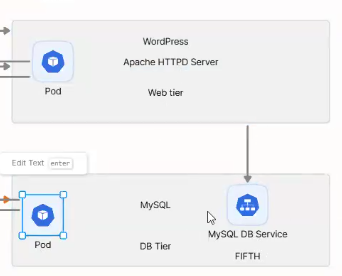 WordPress
Apache HTTPD Server
Pod
Web tier
Edit Text enter
MySQL
Pod
MySQL DB Service
DB Tier
FIFTH